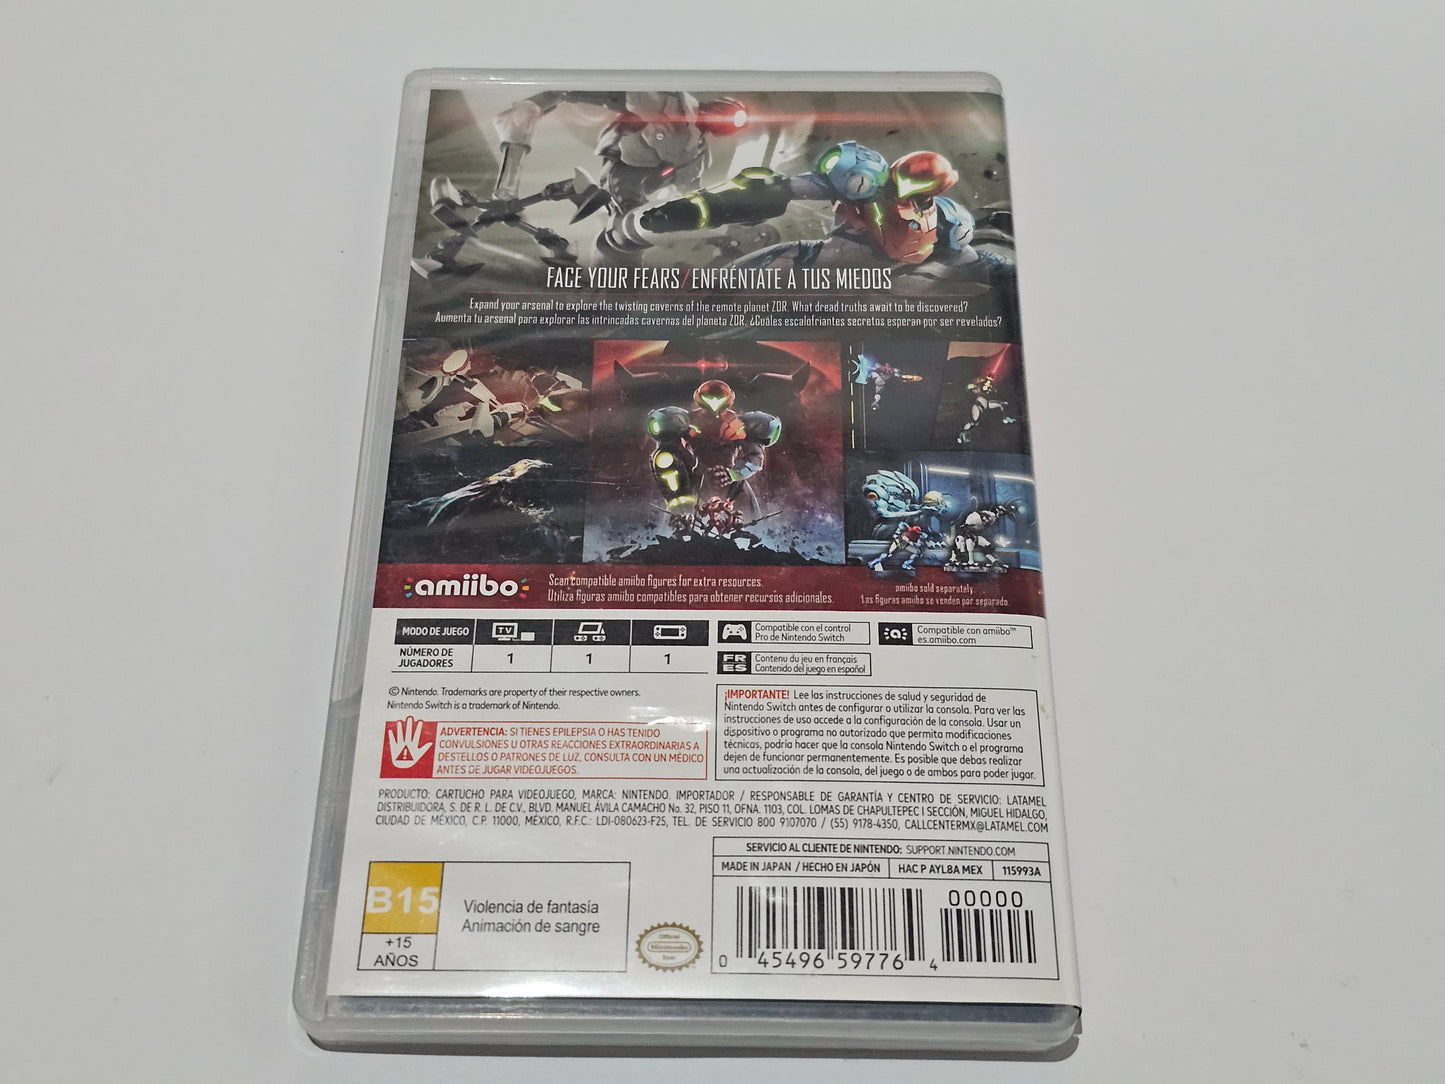 FACE YOUR FEARS/ENFRÉNTATE A TUS MIEDOS
Expand your arsenal to explore the twisting caverns of the remote planet ZDR. What dread truths await to be discovered?
Aumenta tu arsenal para explorar las intrincadas cavernas del planeta ZDR. ¿Cuáles escalofriantes secretos esperan por ser revelados?
amiibo
Scan compatible amiibo figures for extra resources.
Utiliza figuras amiibo compatibles para obtener recursos adicionales.
amiibo sold separately.
Las figuras amiibo se venden por separado.
MODO DE JUEGO
TV
NÚMERO DE
JUGADORES
1
1
1
Compatible con el control
Pro de Nintendo Switch
a
Compatible con amiibo™
es.amiibo.com
FR
ES
Contenu du jeu en français
Contenido del juego en español
© Nintendo. Trademarks are property of their respective owners.
Nintendo Switch is a trademark of Nintendo.
ADVERTENCIA: SI TIENES EPILEPSIA O HAS TENIDO
CONVULSIONES U OTRAS REACCIONES EXTRAORDINARIAS A
DESTELLOS O PATRONES DE LUZ, CONSULTA CON UN MÉDICO
ANTES DE JUGAR VIDEOJUEGOS.
¡IMPORTANTE! Lee las instrucciones de salud y seguridad de
Nintendo Switch antes de configurar o utilizar la consola. Para ver las
instrucciones de uso accede a la configuración de la consola. Usar un
dispositivo o programa no autorizado que permita modificaciones
técnicas, podría hacer que la consola Nintendo Switch o el programa
dejen de funcionar permanentemente. Es posible que debas realizar
una actualización de la consola, del juego o de ambos para poder jugar.
PRODUCTO: CARTUCHO PARA VIDEOJUEGO, MARCA: NINTENDO. IMPORTADOR / RESPONSABLE DE GARANTÍA Y CENTRO DE SERVICIO: LATAMEL
DISTRIBUIDORA, S. DE R. L. DE C.V., BLVD. MANUEL ÁVILA CAMACHO No. 32, PISO 11, OFNA. 1103, COL. LOMAS DE CHAPULTEPEC I SECCIÓN, MIGUEL HIDALGO,
CIUDAD DE MÉXICO, C.P. 11000, MÉXICO, R.F.C.: LDI-080623-F25, TEL. DE SERVICIO 800 9107070 / (55) 9178-4350, CALLCENTERMX@LATAMEL.COM
SERVICIO AL CLIENTE DE NINTENDO: SUPPORT.NINTENDO.COM
MADE IN JAPAN / HECHO EN JAPÓN
HAC P AYL8A MEX
115993A
B15
+15
AÑOS
Violencia de fantasía
Animación de sangre
Official
Nintendo
Seal
00000
0 45496 59776 4